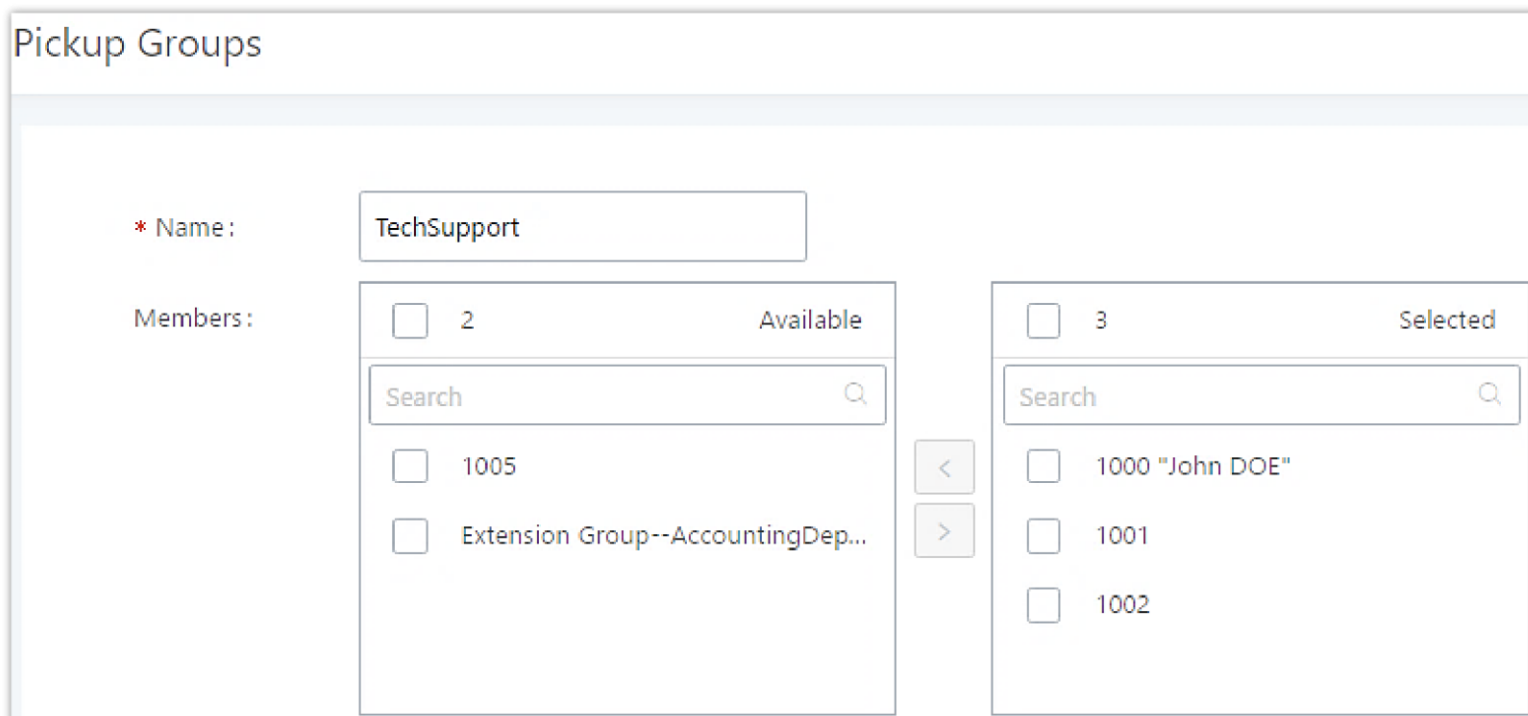 Pickup Groups
* Name :
TechSupport
Members :
2 Available
Search
1005
Extension Group--AccountingDep...
<
>
3 Selected
Search
1000 "John DOE"
1001
1002